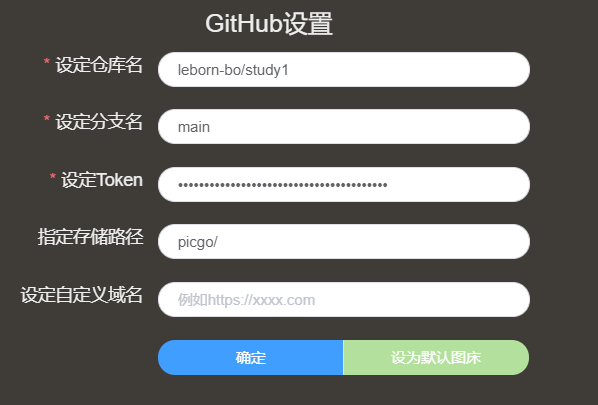 GitHub设置
* 设定仓库名
leborn-bo/study1
* 设定分支名
main
* 设定Token
••••••••••••••••••••••••••••••••••••••••
指定存储路径
picgo/
设定自定义域名
例如https://xxxx.com
确定
设为默认图床